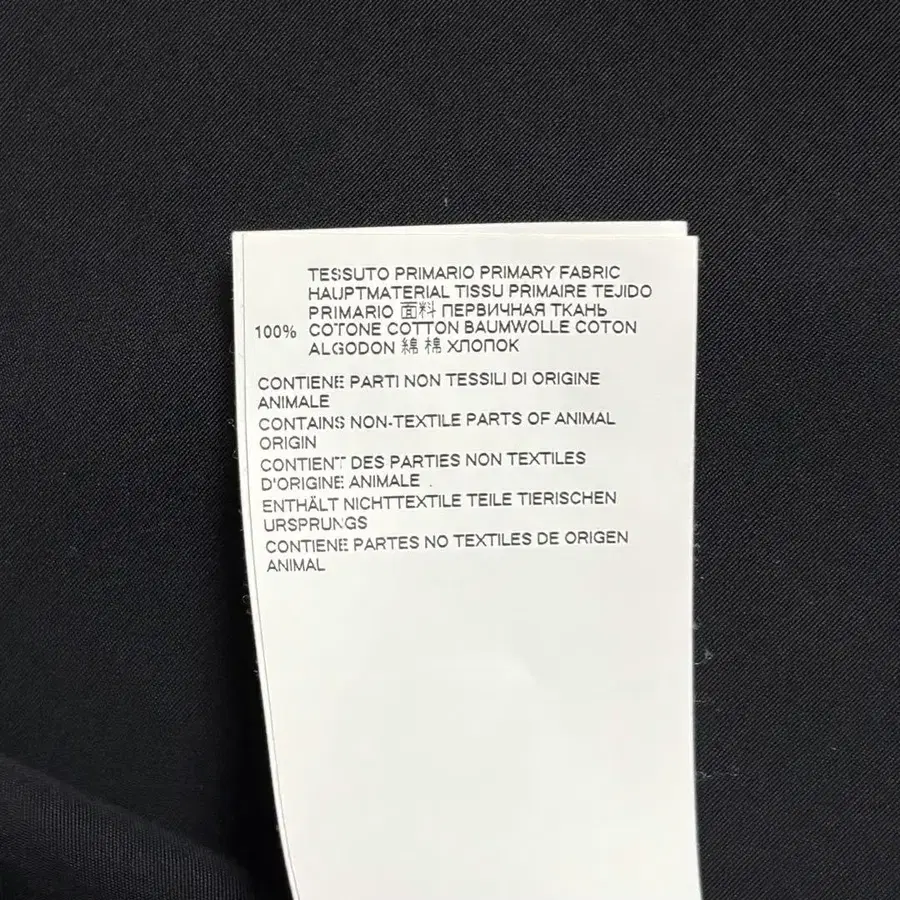 TESSUTO PRIMARIO PRIMARY FABRIC
HAUPTMATERIAL TISSU PRIMAIRE TEJIDO
PRIMARIO 面料 ПЕРВИЧНАЯ ТКАНЬ
100% COTONE COTTON BAUMWOLLE COTON
ALGODON 綿 棉 ХЛОПОК
CONTIENE PARTI NON TESSILI DI ORIGINE
ANIMALE
CONTAINS NON-TEXTILE PARTS OF ANIMAL
ORIGIN
CONTIENT DES PARTIES NON TEXTILES
D'ORIGINE ANIMALE .
ENTHÄLT NICHTTEXTILE TEILE TIERISCHEN
URSPRUNGS
CONTIENE PARTES NO TEXTILES DE ORIGEN
ANIMAL